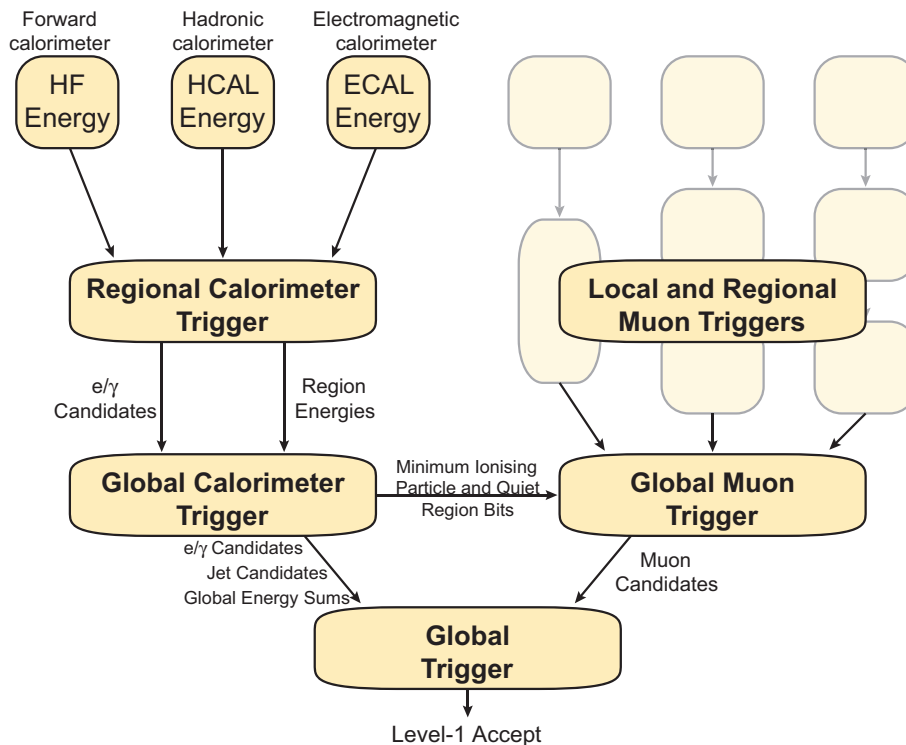 Forward
calorimeter
Hadronic
calorimeter
Electromagnetic
calorimeter
HF
Energy
HCAL
Energy
ECAL
Energy
Regional Calorimeter
Trigger
Local and Regional
Muon Triggers
e/γ
Candidates
Region
Energies
Global Calorimeter
Trigger
Minimum Ionising
Particle and Quiet
Region Bits
Global Muon
Trigger
e/γ Candidates
Jet Candidates
Global Energy Sums
Muon
Candidates
Global
Trigger
Level-1 Accept